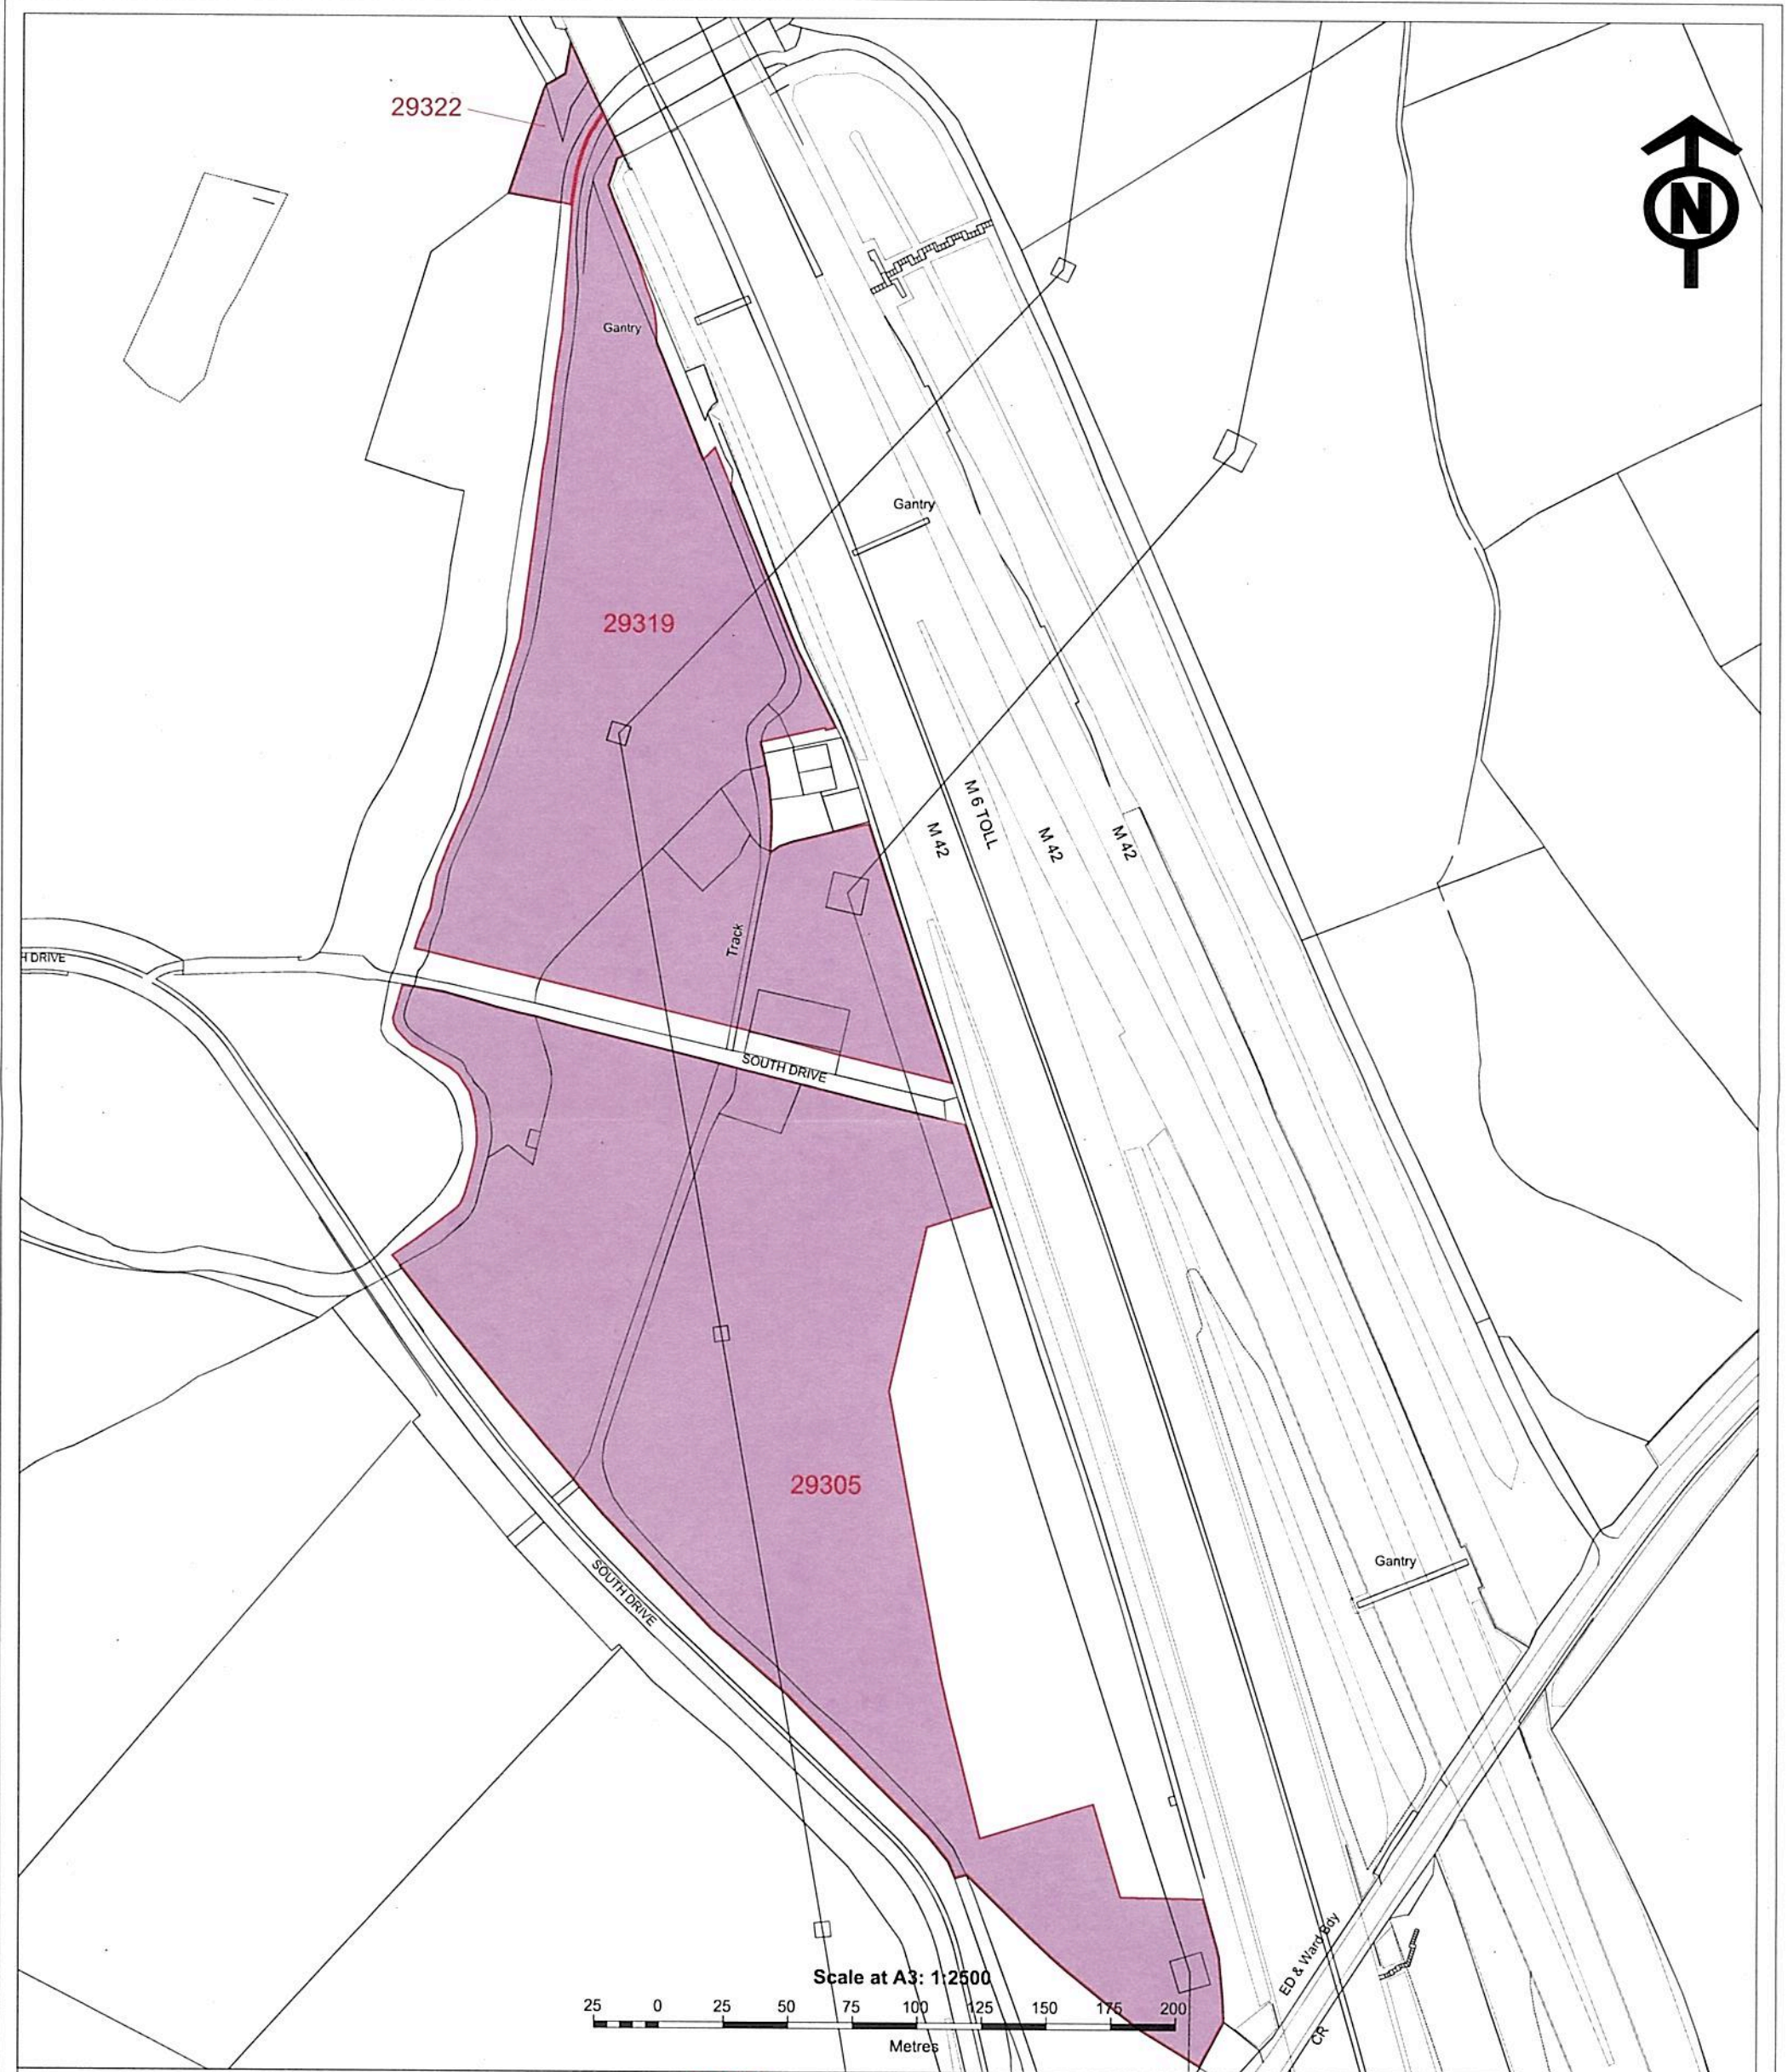 29322
N
Gantry
Gantry
29319
M 6 TOLL
M 42
M 42
M 42
Track
H DRIVE
SOUTH DRIVE
29305
SOUTH DRIVE
Gantry
ED & Ward Bdy
CR
Scale at A3: 1:2500
25 0 25 50 75 100 125 150 175 200
Metres